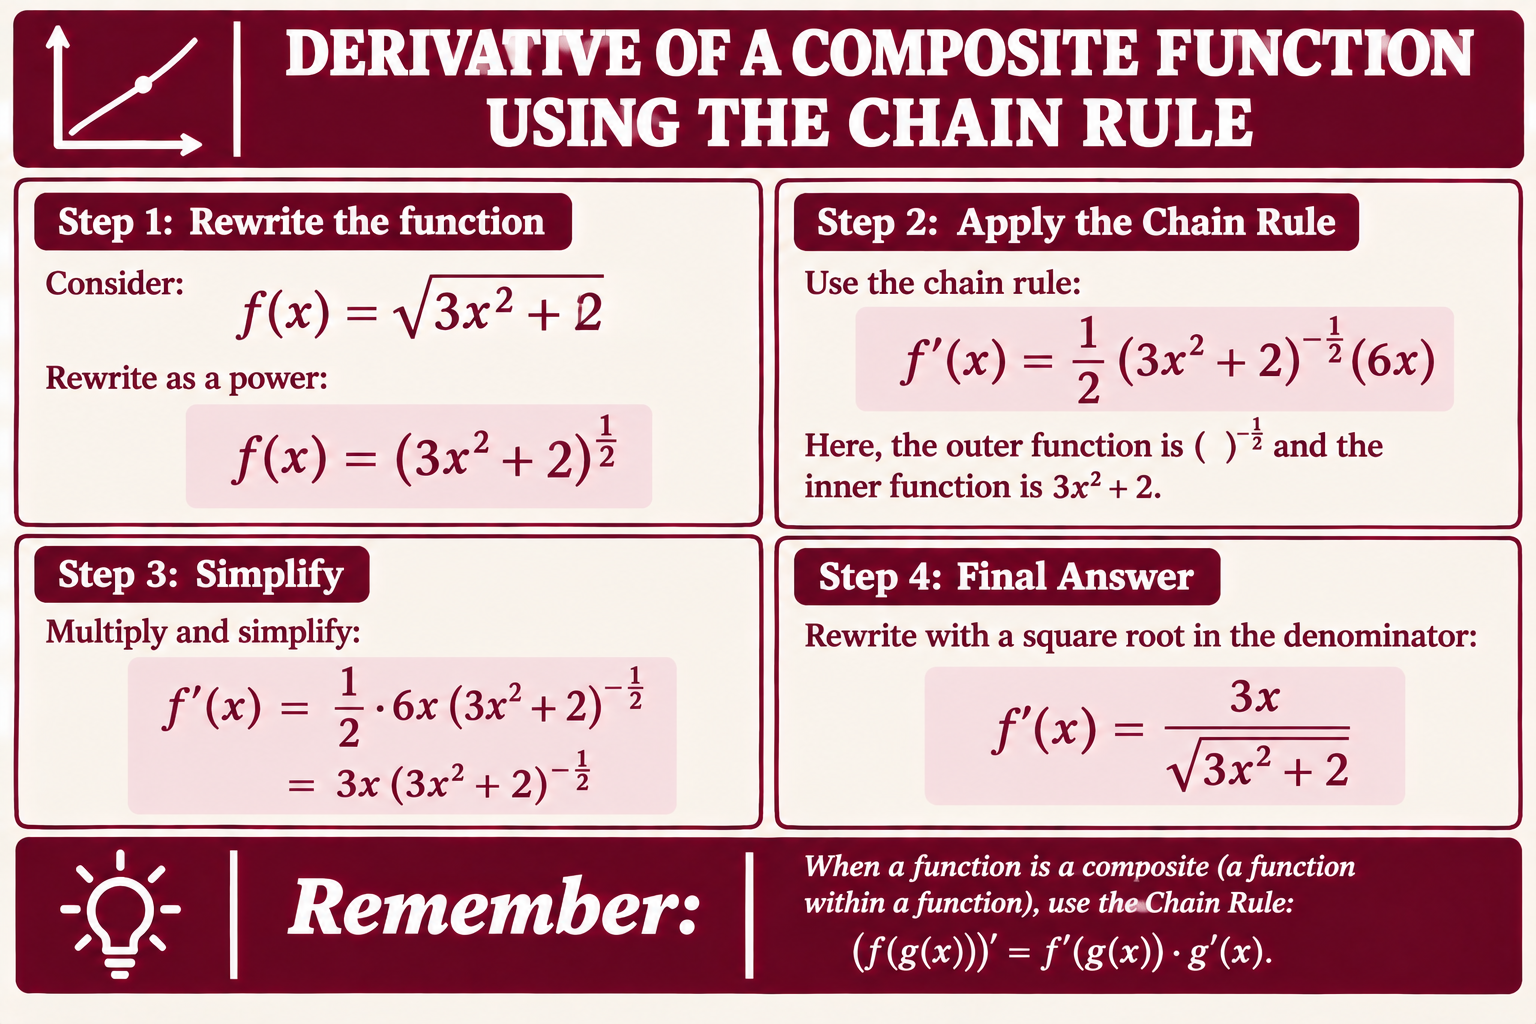 DERIVATIVE OF A COMPOSITE FUNCTION
USING THE CHAIN RULE
Step 1: Rewrite the function
Consider:
f(x) = √(3x² + 2)
Rewrite as a power:
f(x) = (3x² + 2)^(1/2)
Step 2: Apply the Chain Rule
Use the chain rule:
f′(x) = 1/2 (3x² + 2)^(−1/2) (6x)
Here, the outer function is ( )^(−1/2) and the
inner function is 3x² + 2.
Step 3: Simplify
Multiply and simplify:
f′(x) = 1/2 · 6x (3x² + 2)^(−1/2)
= 3x (3x² + 2)^(−1/2)
Step 4: Final Answer
Rewrite with a square root in the denominator:
f′(x) = 3x / √(3x² + 2)
Remember:
When a function is a composite (a function
within a function), use the Chain Rule:
(f(g(x)))′ = f′(g(x)) · g′(x).